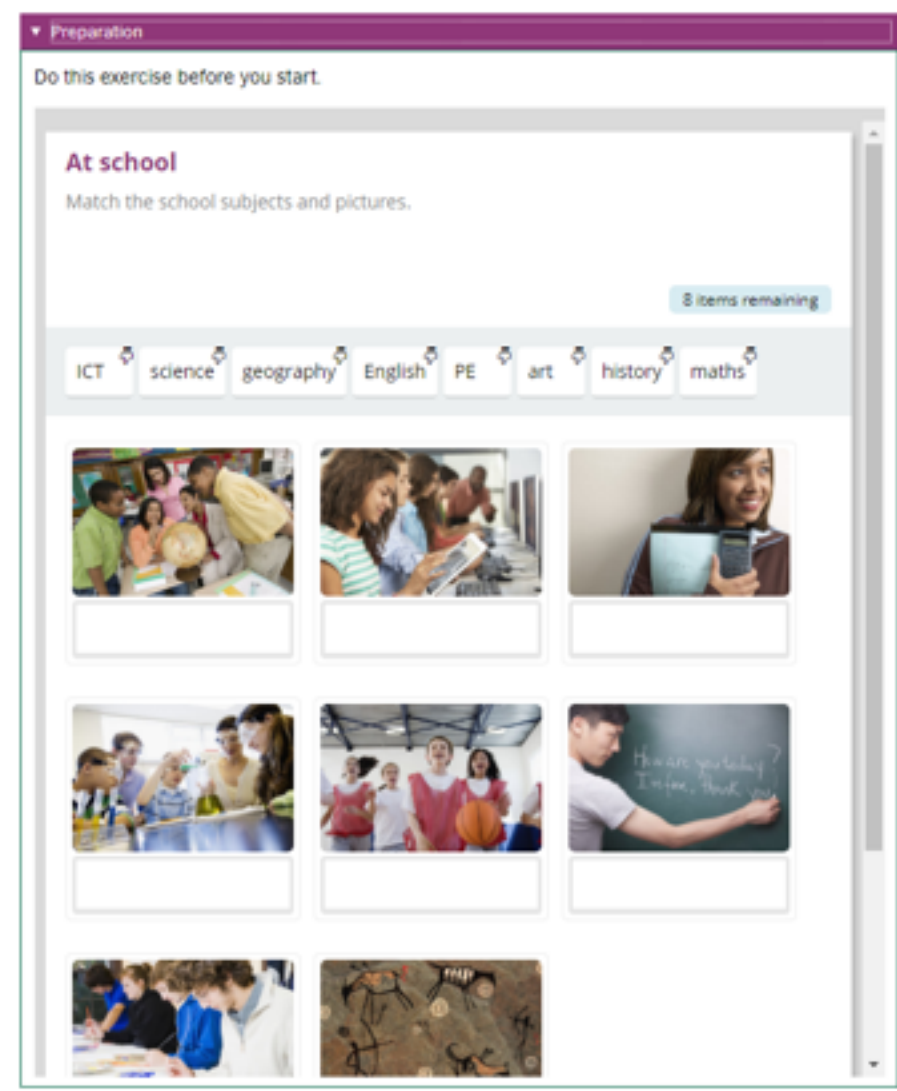 Preparation
Do this exercise before you start.
At school
Match the school subjects and pictures.
8 items remaining
ICT science geography English PE art history maths
How are you today?
I'm fine, thank you.